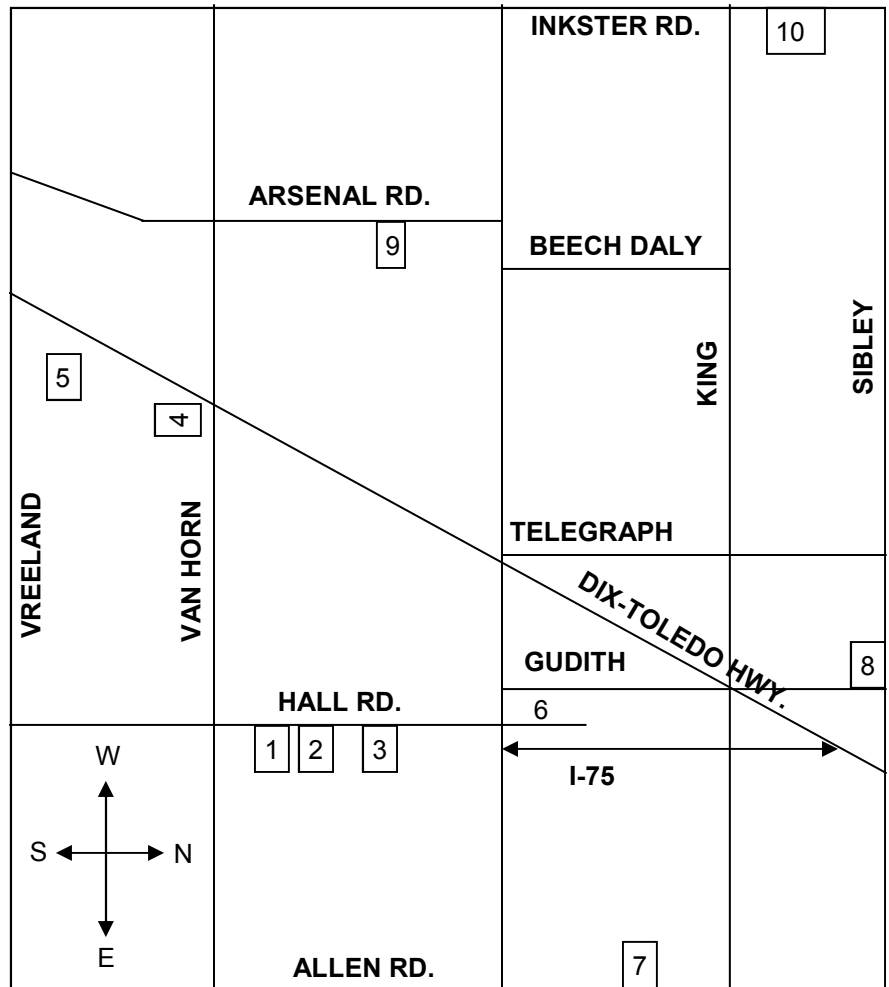 INKSTER RD.
10
ARSENAL RD.
9
BEECH DALY
KING
SIBLEY
5
4
VREELAND
VAN HORN
TELEGRAPH
DIX-TOLEDO HWY.
GUDITH
8
HALL RD.
6
1
2
3
I-75
W
S
N
E
ALLEN RD.
7